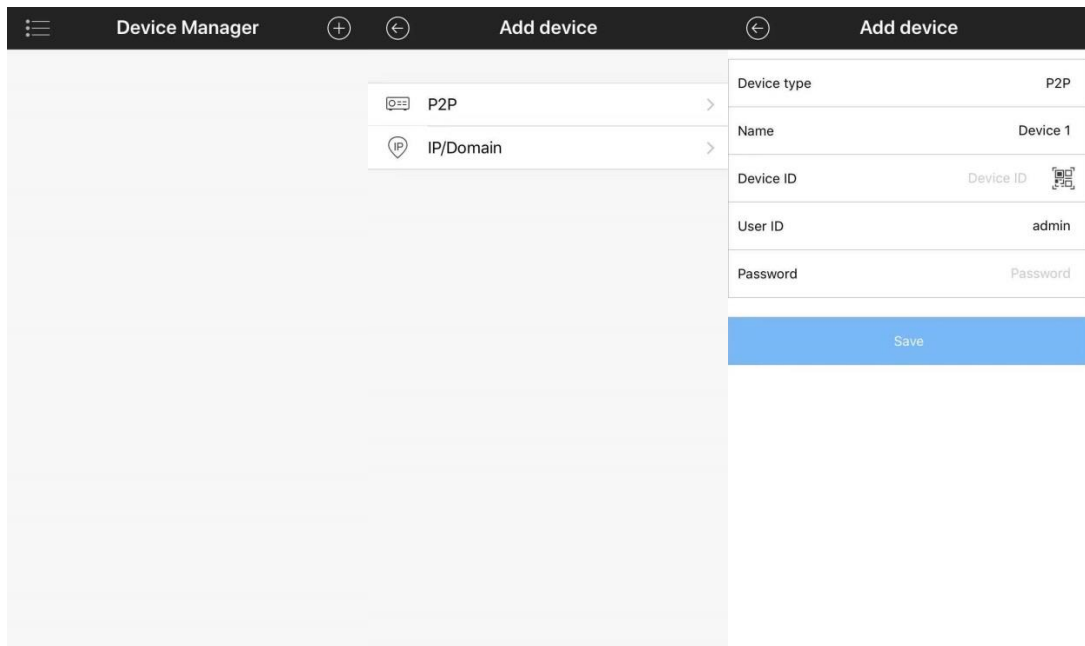 Device Manager
Add device
P2P
IP
IP/Domain
Add device
Device type P2P
Name Device 1
Device ID Device ID
User ID admin
Password Password
Save